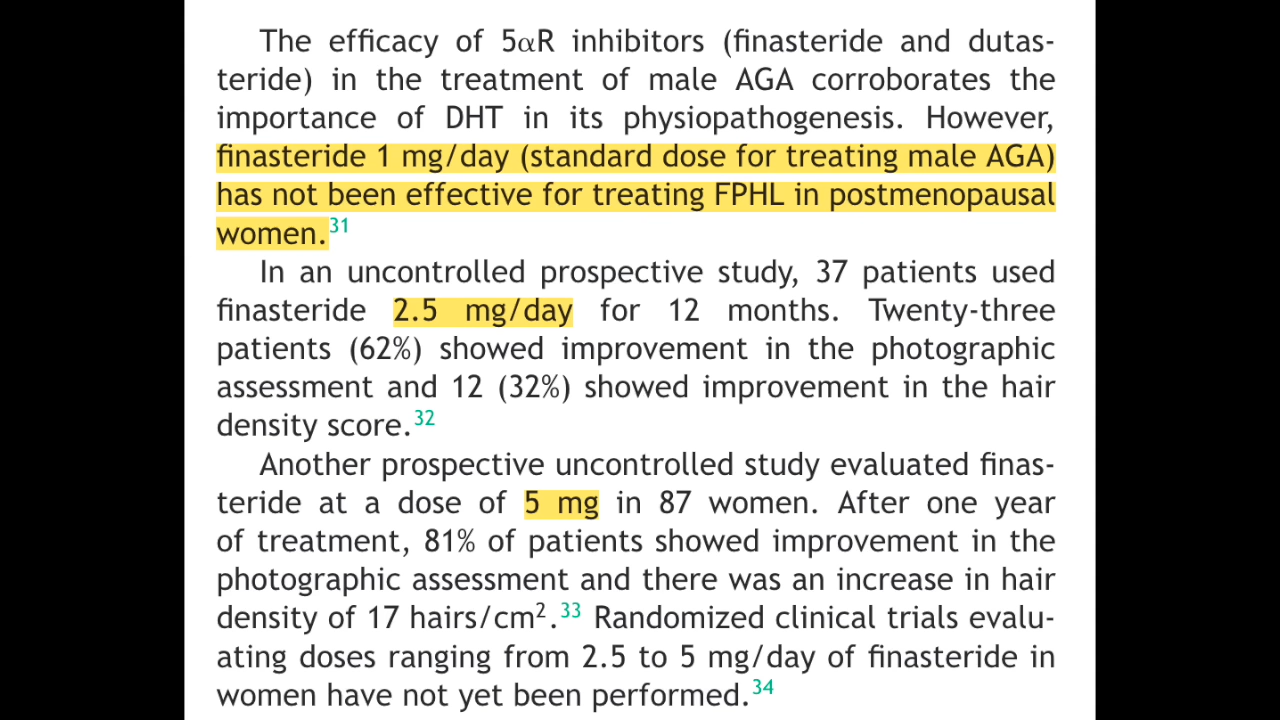 The efficacy of 5αR inhibitors (finasteride and dutas-
teride) in the treatment of male AGA corroborates the
importance of DHT in its physiopathogenesis. However,
finasteride 1 mg/day (standard dose for treating male AGA)
has not been effective for treating FPHL in postmenopausal
women.31
In an uncontrolled prospective study, 37 patients used
finasteride 2.5 mg/day for 12 months. Twenty-three
patients (62%) showed improvement in the photographic
assessment and 12 (32%) showed improvement in the hair
density score.32
Another prospective uncontrolled study evaluated finas-
teride at a dose of 5 mg in 87 women. After one year
of treatment, 81% of patients showed improvement in the
photographic assessment and there was an increase in hair
density of 17 hairs/cm2.33 Randomized clinical trials evalu-
ating doses ranging from 2.5 to 5 mg/day of finasteride in
women have not yet been performed.34